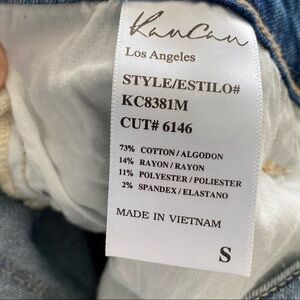 KanCan
Los Angeles
STYLE/ESTILO#
KC8381M
CUT# 6146
73% COTTON/ALGODON
14% RAYON/RAYON
11% POLYESTER/POLIESTER
2% SPANDEX/ELASTANO
MADE IN VIETNAM
S